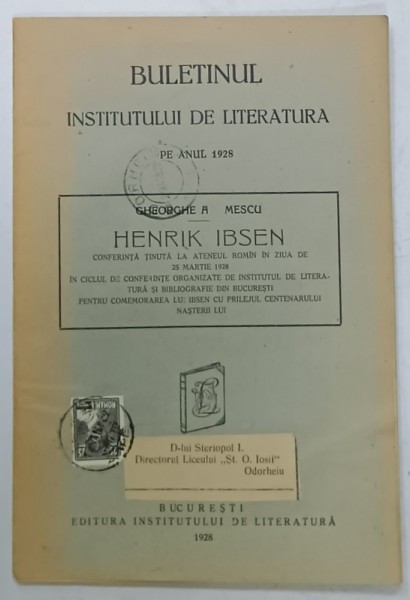 BULETINUL
INSTITUTULUI DE LITERATURA
PE ANUL 1928
GHEORGHE A MESCU
HENRIK IBSEN
CONFERINȚĂ ȚINUTĂ LA ATENEUL ROMÎN ÎN ZIUA DE
25 MARTIE 1928
ÎN CICLUL DE CONFERINȚE ORGANIZATE DE INSTITUTUL DE LITERA-
TURĂ ȘI BIBLIOGRAFIE DIN BUCUREȘTI
PENTRU COMEMORAREA LUI IBSEN CU PRILEJUL CENTENARULUI
NAȘTERII LUI
D-lui Steriopol I.
Directorul Liceului „St. O. Iosif"
Odorheiu
BUCUREȘTI
EDITURA INSTITUTULUI DE LITERATURĂ
1928